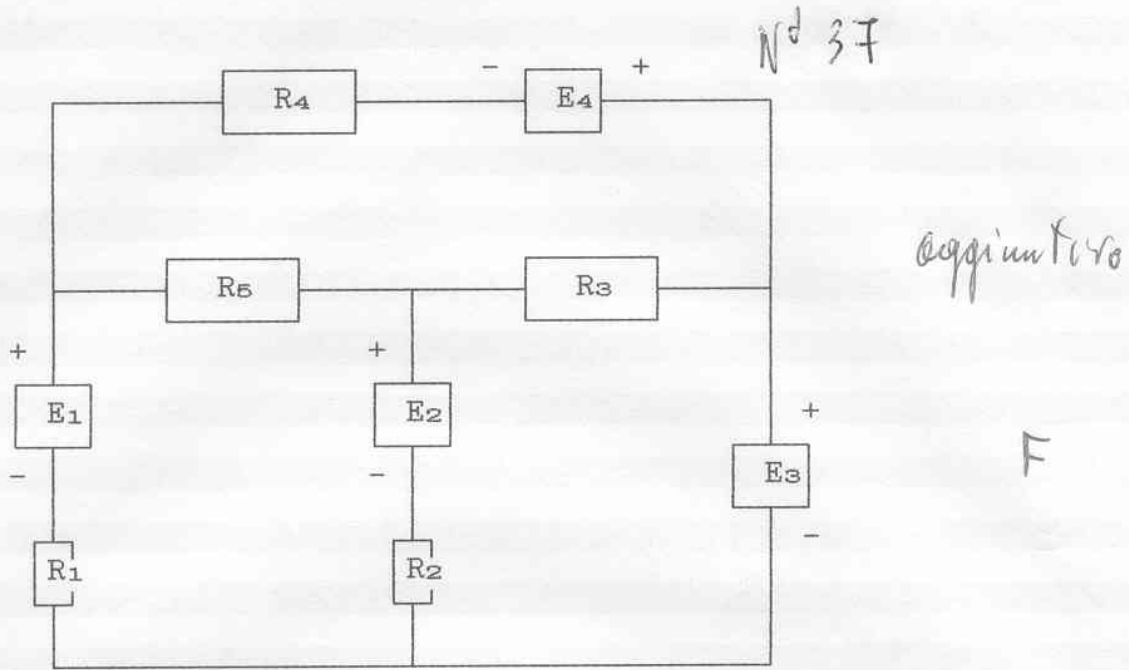 N° 37
- +
R4 E4
aggiuntivo
R5 R3
+ +
E1 E2 +
- - E3
F
-
R1 R2